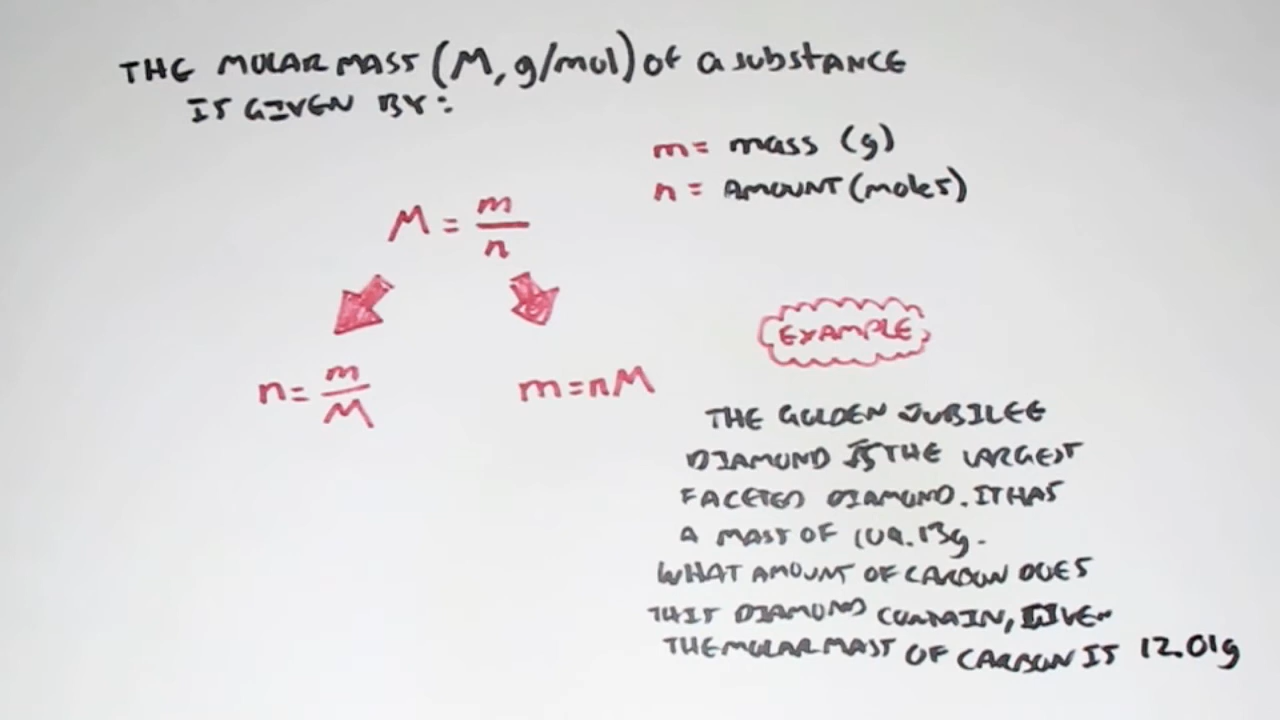 THE MOLAR MASS (M, g/mol) of a substance
IS GIVEN BY:
m = mass (g)
n = AMOUNT (moles)
M = m/n
n = m/M
m = nM
EXAMPLE
THE GOLDEN JUBILEE
DIAMOND IS THE LARGEST
FACETED DIAMOND. IT HAS
A MASS OF 109.13g.
WHAT AMOUNT OF CARBON DOES
THIS DIAMOND CONTAIN, GIVEN
THE MOLAR MASS OF CARBON IS 12.01g